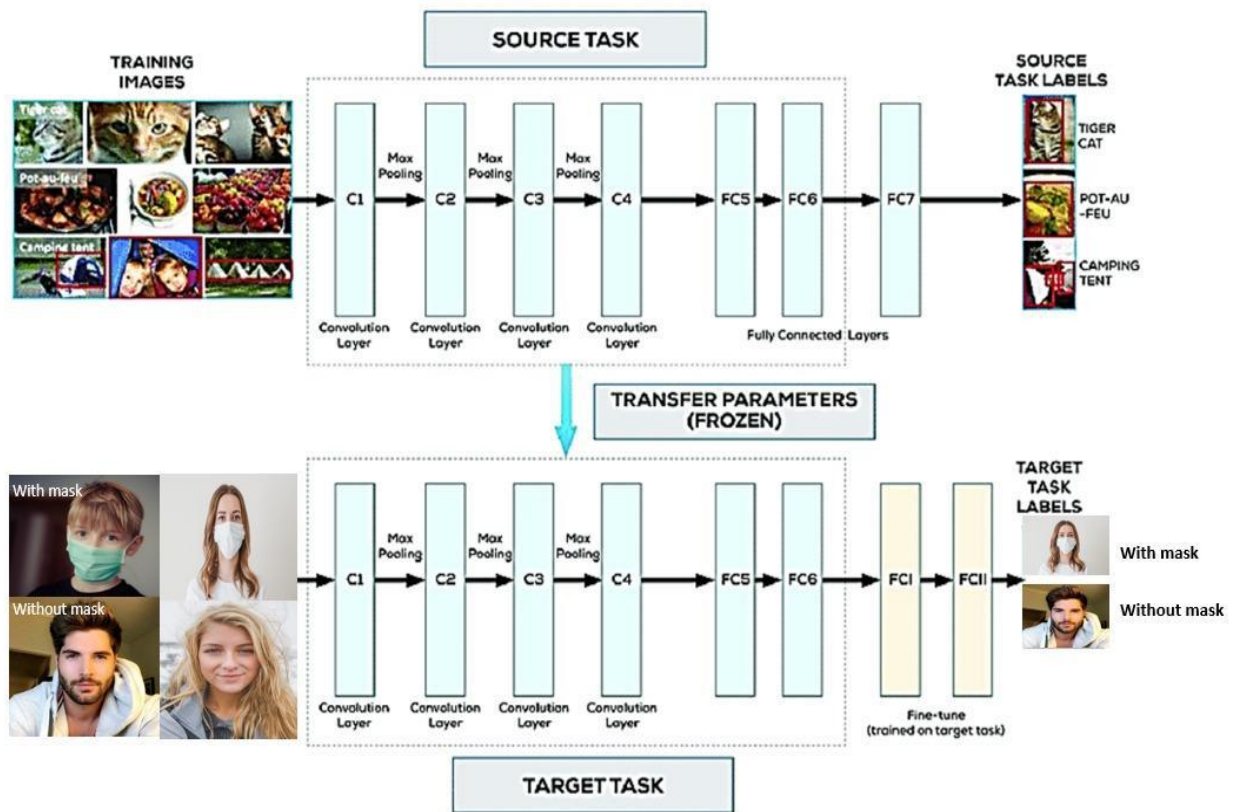 SOURCE TASK
TRAINING
IMAGES
SOURCE
TASK LABELS
Tiger cat
Pot-au-feu
Camping tent
C1
Max
Pooling
C2
Max
Pooling
C3
Max
Pooling
C4
FC5
FC6
FC7
TIGER
CAT
POT-AU
-FEU
CAMPING
TENT
Convolution
Layer
Convolution
Layer
Convolution
Layer
Convolution
Layer
Fully Connected Layers
TRANSFER PARAMETERS
(FROZEN)
With mask
Without mask
C1
Max
Pooling
C2
Max
Pooling
C3
Max
Pooling
C4
FC5
FC6
FCI
FCII
TARGET
TASK
LABELS
With mask
Without mask
Convolution
Layer
Convolution
Layer
Convolution
Layer
Convolution
Layer
Fine-tune
(trained on target task)
TARGET TASK